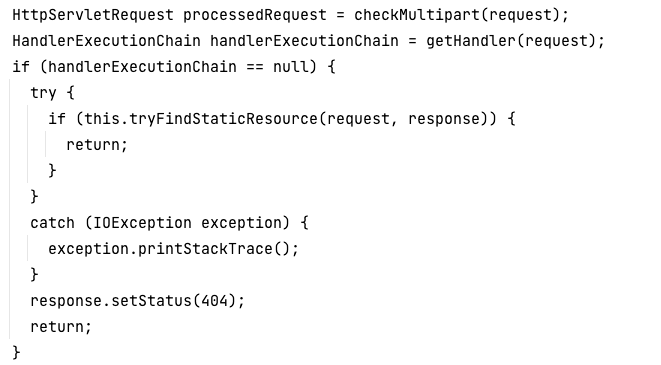 HttpServletRequest processedRequest = checkMultipart(request);
HandlerExecutionChain handlerExecutionChain = getHandler(request);
if (handlerExecutionChain == null) {
  try {
    if (this.tryFindStaticResource(request, response)) {
      return;
    }
  }
  catch (IOException exception) {
    exception.printStackTrace();
  }
  response.setStatus(404);
  return;
}